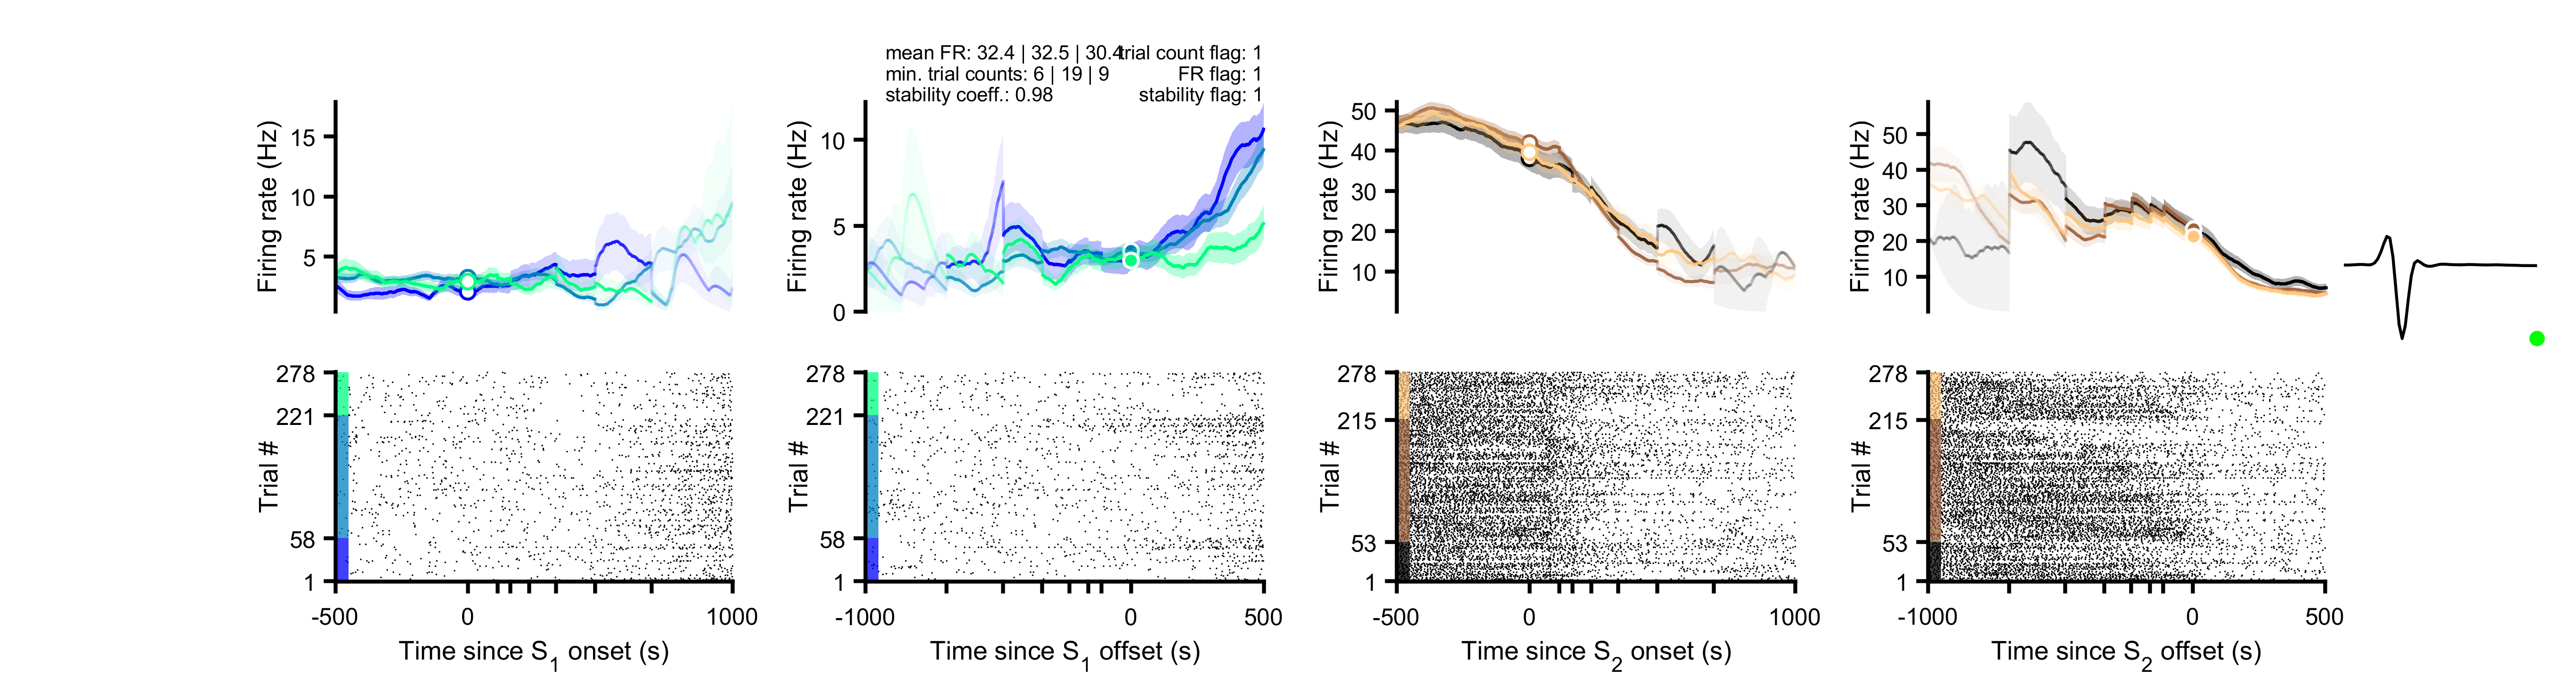 mean FR: 32.4 | 32.5 | 30.4
trial count flag: 1
min. trial counts: 6 | 19 | 9
FR flag: 1
stability coeff.: 0.98
stability flag: 1
Firing rate (Hz)
15
10
5
Firing rate (Hz)
10
5
0
Firing rate (Hz)
50
40
30
20
10
Firing rate (Hz)
50
40
30
20
10
Trial #
278
221
58
1
-500
0
1000
Time since S1 onset (s)
Trial #
278
221
58
1
-1000
0
500
Time since S1 offset (s)
Trial #
278
215
53
1
-500
0
1000
Time since S2 onset (s)
Trial #
278
215
53
1
-1000
0
500
Time since S2 offset (s)